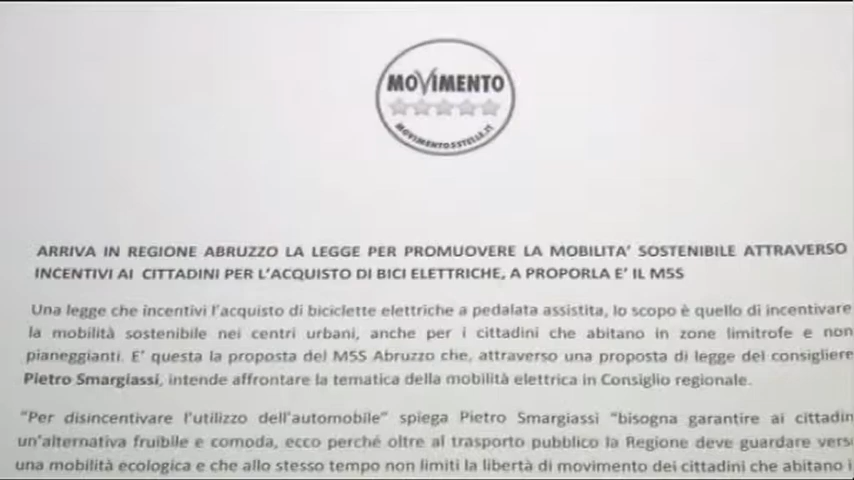 MOVIMENTO
MOVIMENTO5STELLE.IT
ARRIVA IN REGIONE ABRUZZO LA LEGGE PER PROMUOVERE LA MOBILITA' SOSTENIBILE ATTRAVERSO
INCENTIVI AI CITTADINI PER L'ACQUISTO DI BICI ELETTRICHE, A PROPORLA E' IL M5S
Una legge che incentivi l'acquisto di biciclette elettriche a pedalata assistita, lo scopo è quello di incentivare
la mobilità sostenibile nei centri urbani, anche per i cittadini che abitano in zone limitrofe e non
pianeggianti. E' questa la proposta del M5S Abruzzo che, attraverso una proposta di legge del consigliere
Pietro Smargiassi, intende affrontare la tematica della mobilità elettrica in Consiglio regionale.
"Per disincentivare l'utilizzo dell'automobile" spiega Pietro Smargiassi "bisogna garantire ai cittadin
un'alternativa fruibile e comoda, ecco perché oltre al trasporto pubblico la Regione deve guardare vers
una mobilità ecologica e che allo stesso tempo non limiti la libertà di movimento dei cittadini che abitano i